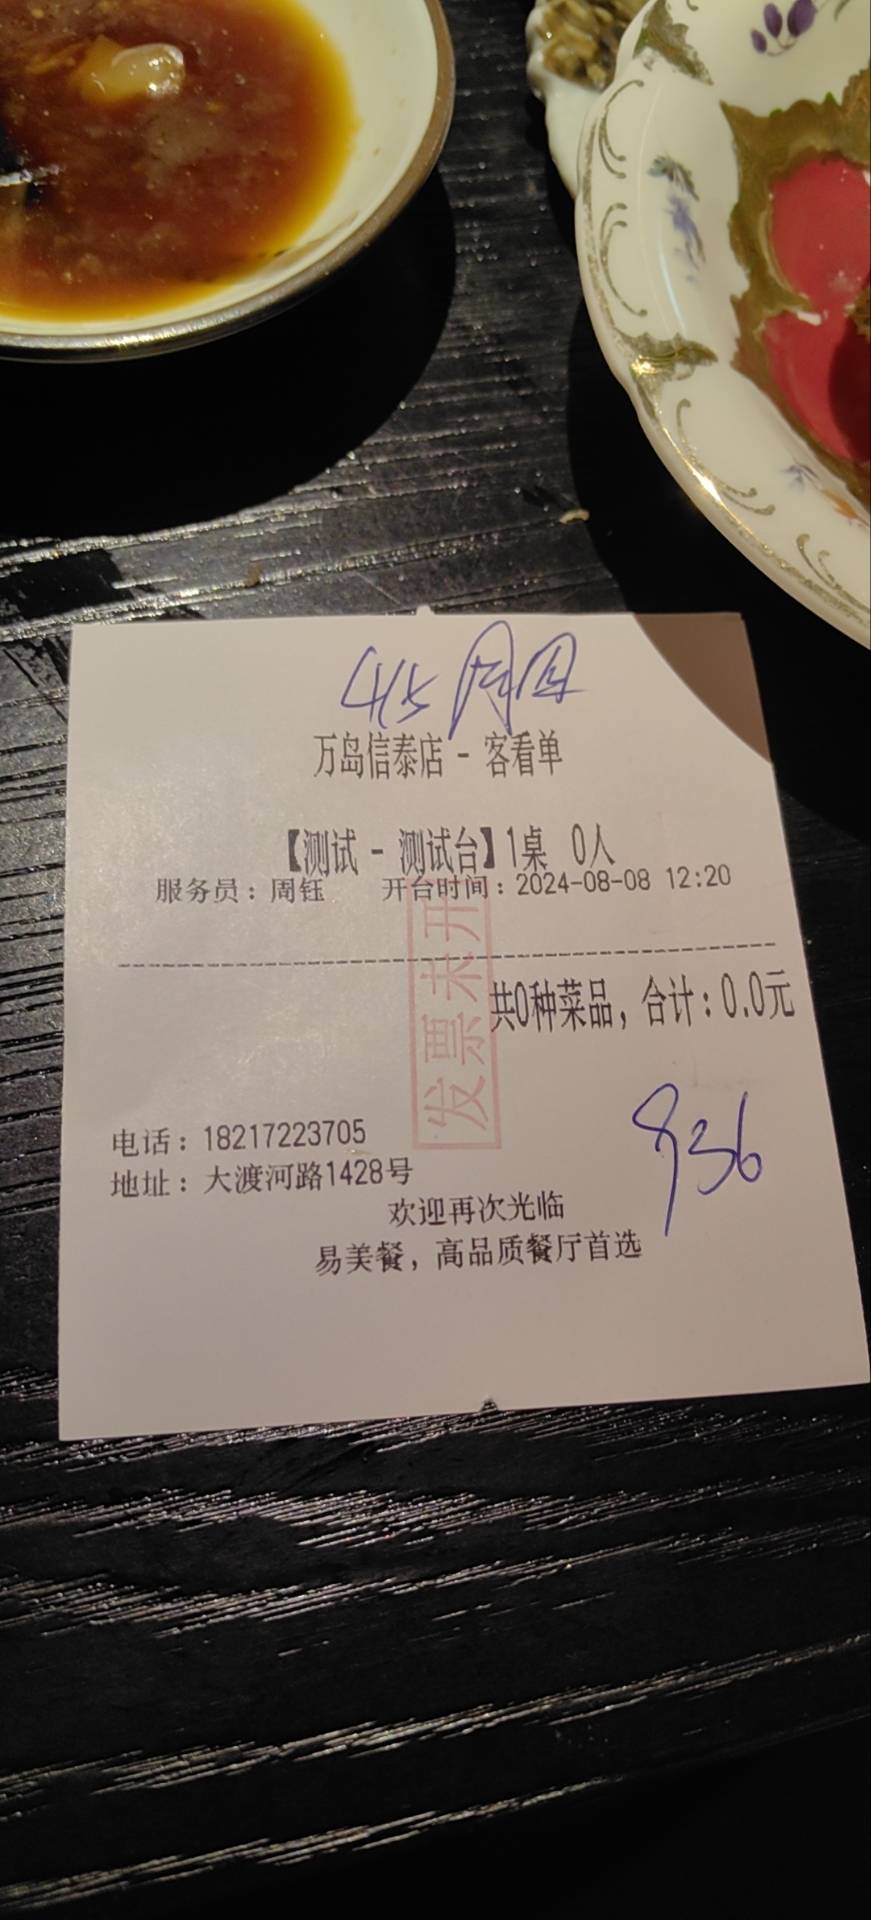 415 周
万岛信泰店 - 客看单
【测试 - 测试台】1桌 0人
服务员：周钰 开台时间：2024-08-08 12:20
共0种菜品，合计：0.0元
发票未开
936
电话：18217223705
地址：大渡河路1428号
欢迎再次光临
易美餐，高品质餐厅首选